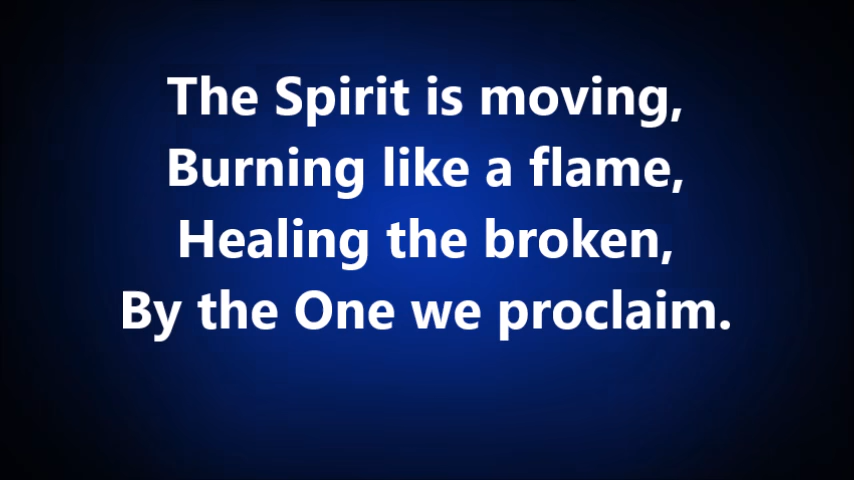 The Spirit is moving,
Burning like a flame,
Healing the broken,
By the One we proclaim.